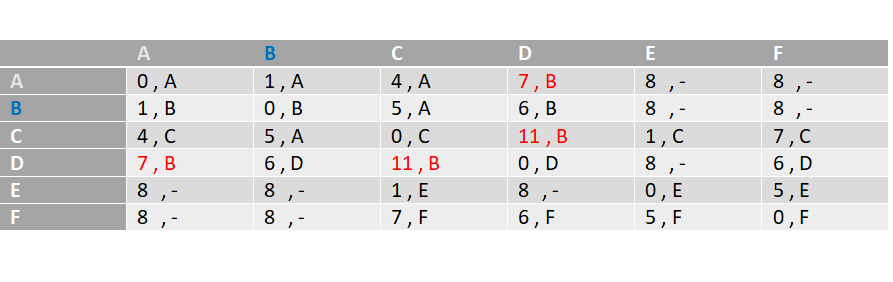 A B C D E F
A 0 , A 1 , A 4 , A 7 , B 8 , - 8 , -
B 1 , B 0 , B 5 , A 6 , B 8 , - 8 , -
C 4 , C 5 , A 0 , C 11 , B 1 , C 7 , C
D 7 , B 6 , D 11 , B 0 , D 8 , - 6 , D
E 8 , - 8 , - 1 , E 8 , - 0 , E 5 , E
F 8 , - 8 , - 7 , F 6 , F 5 , F 0 , F